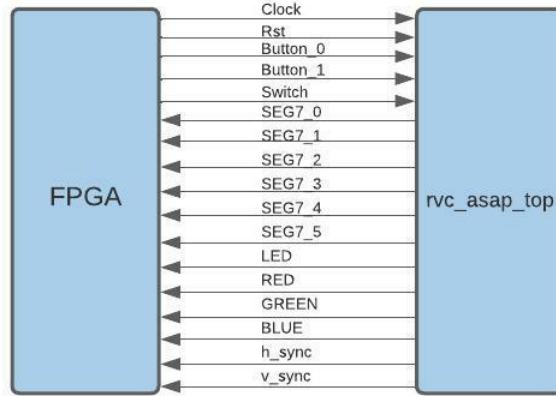 Clock
Rst
Button_0
Button_1
Switch
SEG7_0
SEG7_1
SEG7_2
SEG7_3
SEG7_4
SEG7_5
LED
RED
GREEN
BLUE
h_sync
v_sync
FPGA
rvc_asap_top